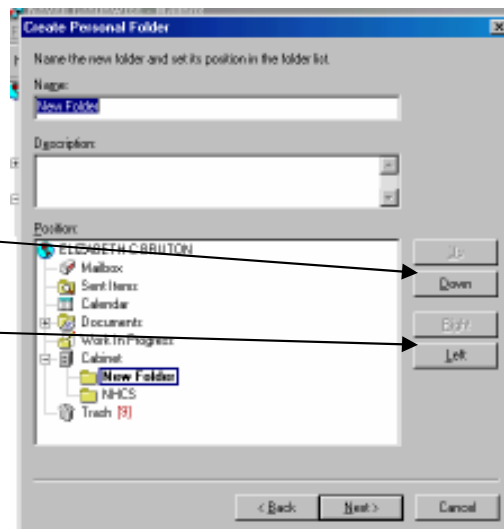 Create Personal Folder
Name the new folder and set its position in the folder list.
Name:
New Folder
Description:
Position:
ELIZABETH C BRUTON
Mailbox
Sent Items
Calendar
Documents
Work In Progress
Cabinet
New Folder
NHCS
Trash [9]
Up
Down
Right
Left
< Back
Next >
Cancel